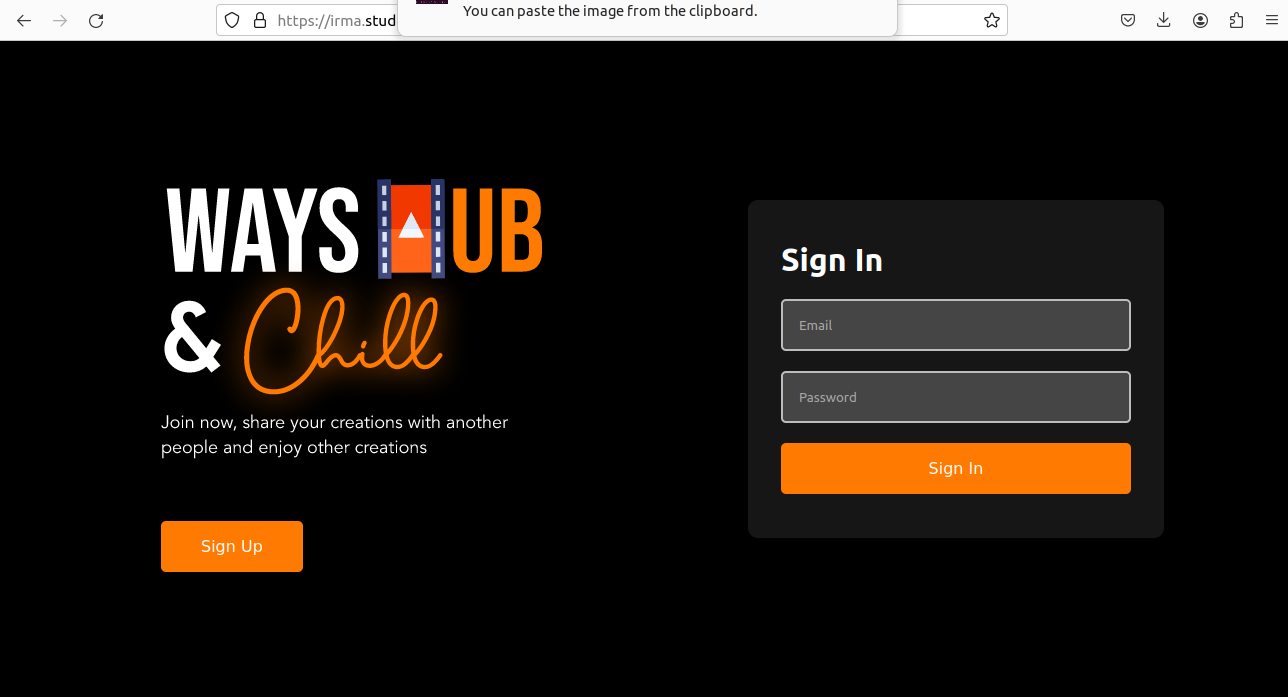 https://irma.stud
You can paste the image from the clipboard.
WAYS HUB
& Chill
Join now, share your creations with another
people and enjoy other creations
Sign Up
Sign In
Email
Password
Sign In